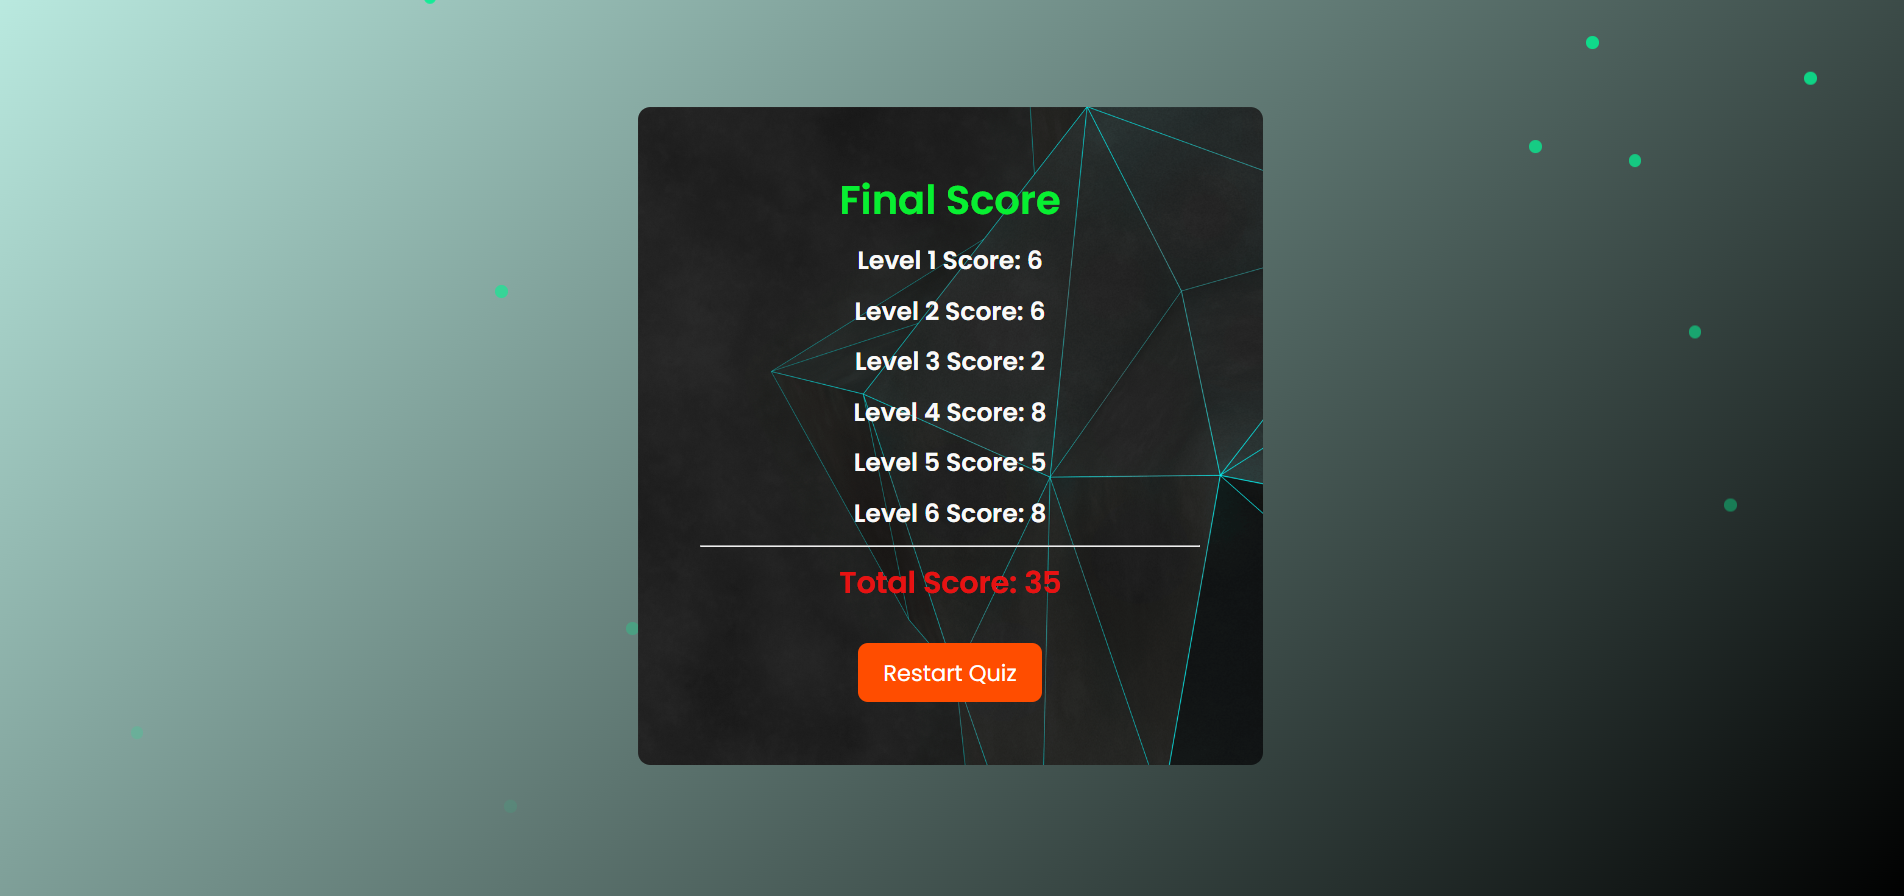 Final Score
Level 1 Score: 6
Level 2 Score: 6
Level 3 Score: 2
Level 4 Score: 8
Level 5 Score: 5
Level 6 Score: 8
Total Score: 35
Restart Quiz